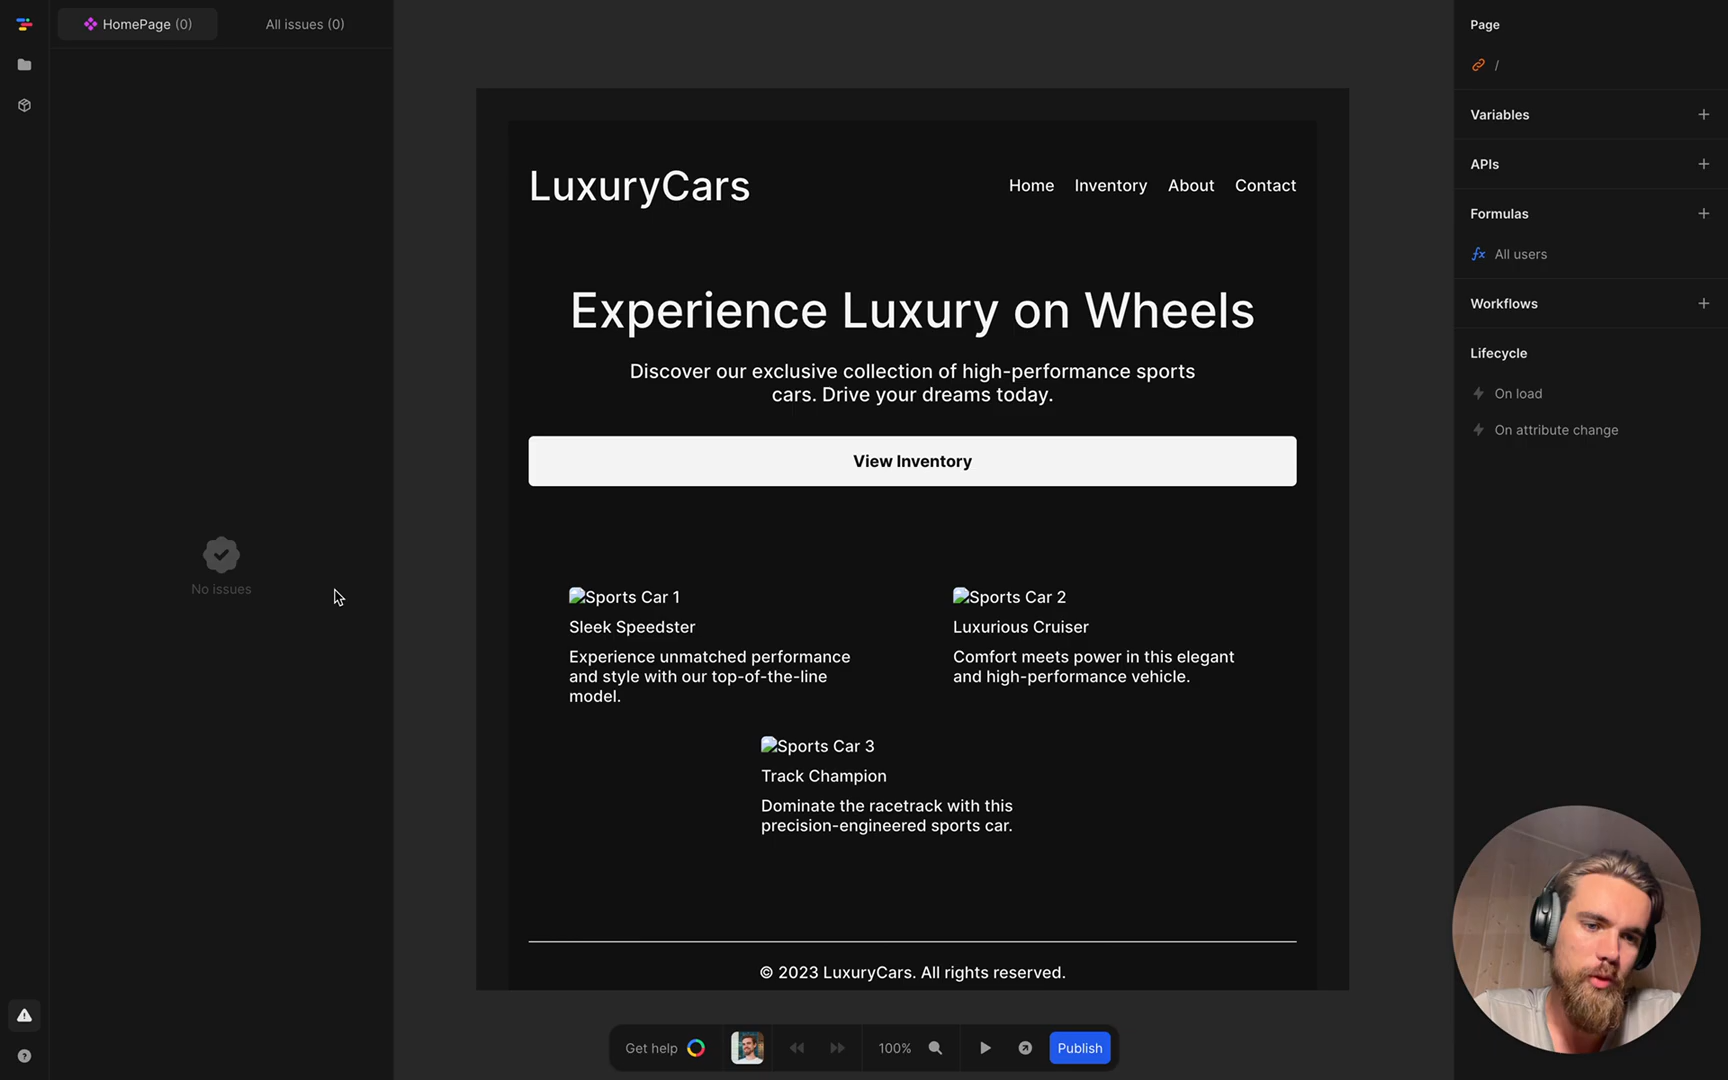 HomePage (0)
All issues (0)
No issues
LuxuryCars
Home
Inventory
About
Contact
Experience Luxury on Wheels
Discover our exclusive collection of high-performance sports
cars. Drive your dreams today.
View Inventory
Sports Car 1
Sleek Speedster
Experience unmatched performance
and style with our top-of-the-line
model.
Sports Car 2
Luxurious Cruiser
Comfort meets power in this elegant
and high-performance vehicle.
Sports Car 3
Track Champion
Dominate the racetrack with this
precision-engineered sports car.
© 2023 LuxuryCars. All rights reserved.
Get help
100%
Publish
Page
/
Variables
APIs
Formulas
fx All users
Workflows
Lifecycle
On load
On attribute change